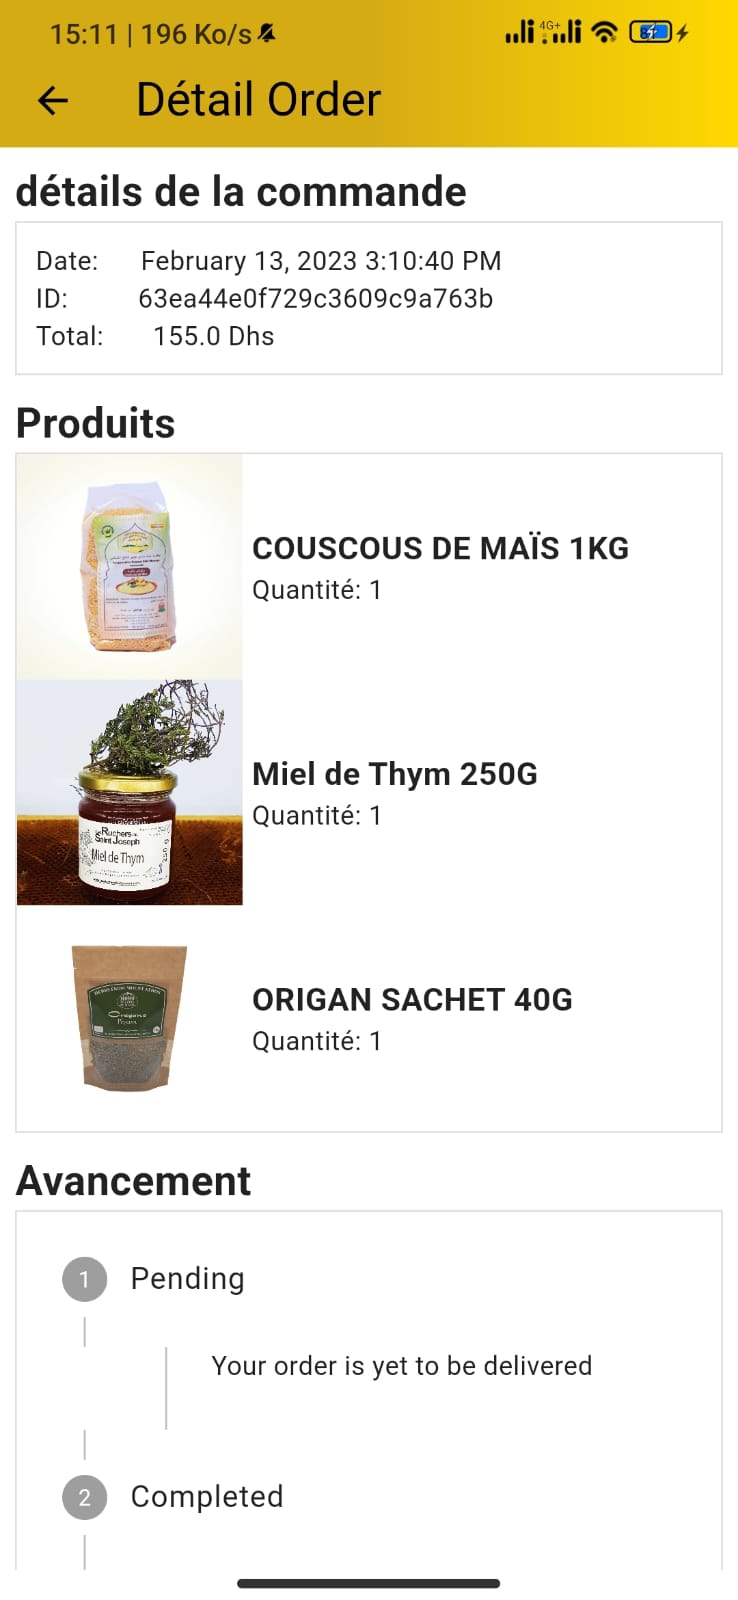 15:11 | 196 Ko/s
4G+
Détail Order
détails de la commande
Date: February 13, 2023 3:10:40 PM
ID: 63ea44e0f729c3609c9a763b
Total: 155.0 Dhs
Produits
COUSCOUS DE MAÏS 1KG
Quantité: 1
Miel de Thym 250G
Quantité: 1
Ruchers
Saint Joseph
Miel de Thym
ORIGAN SACHET 40G
Quantité: 1
Oregano
Avancement
1 Pending
Your order is yet to be delivered
2 Completed